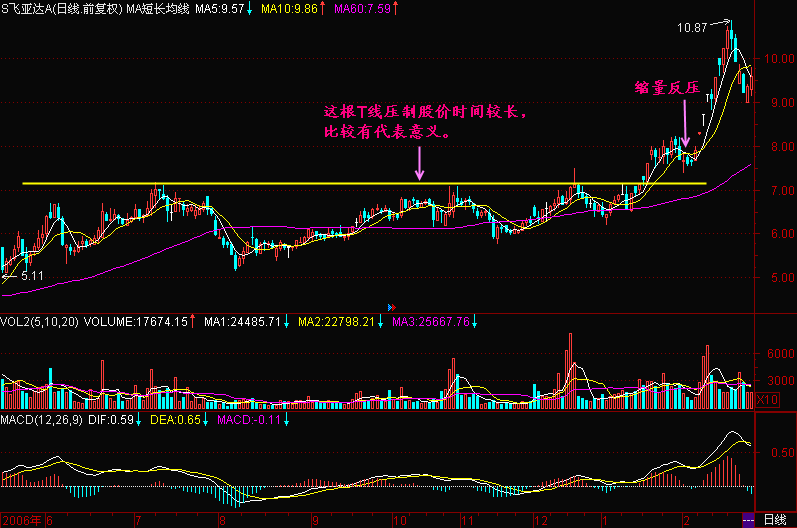 S飞亚达A(日线.前复权) MA短长均线 MA5:9.57↓ MA10:9.86↑ MA60:7.59↑
10.87
10.00
缩量反压
9.00
这根T线压制股价时间较长，
比较有代表意义。
8.00
7.00
6.00
5.11
5.00
VOL2(5,10,20) VOLUME:17674.15↑ MA1:24485.71↓ MA2:22798.21↓ MA3:25667.76↓
6000
3000
X10
MACD(12,26,9) DIF:0.59↓ DEA:0.65↓ MACD:-0.11↓
0.50
2006年 6 7 8 9 10 11 12 1 2 日线